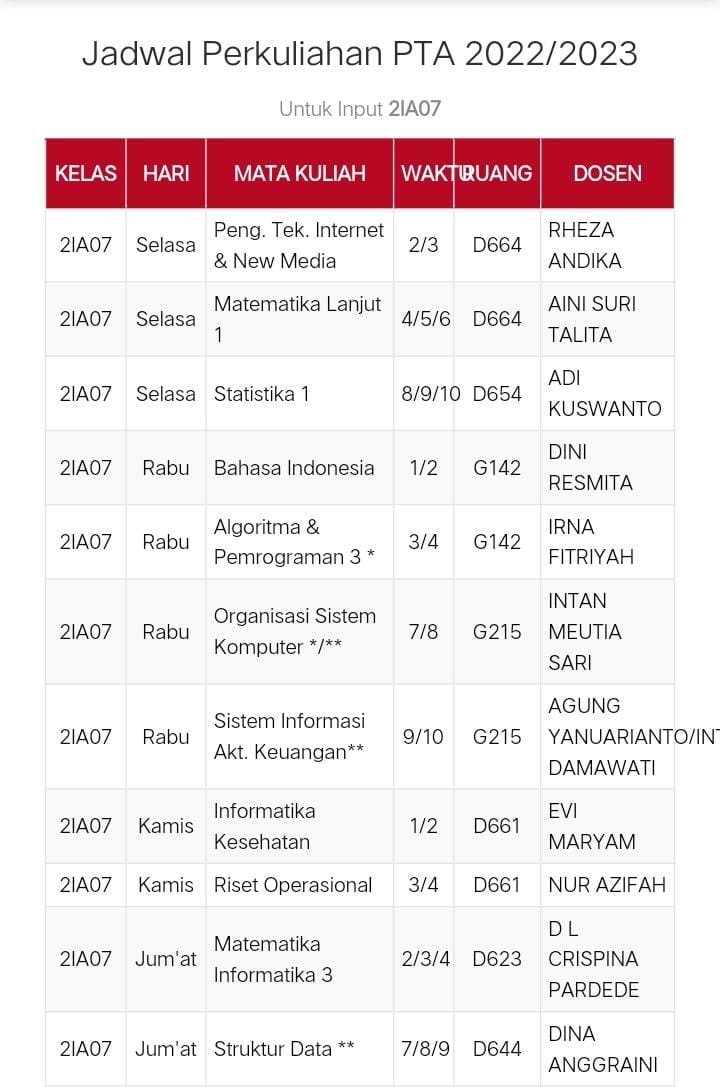 Jadwal Perkuliahan PTA 2022/2023
Untuk Input 2IA07
KELAS HARI MATA KULIAH WAKTU RUANG DOSEN
2IA07 Selasa Peng. Tek. Internet & New Media 2/3 D664 RHEZA ANDIKA
2IA07 Selasa Matematika Lanjut 1 4/5/6 D664 AINI SURI TALITA
2IA07 Selasa Statistika 1 8/9/10 D654 ADI KUSWANTO
2IA07 Rabu Bahasa Indonesia 1/2 G142 DINI RESMITA
2IA07 Rabu Algoritma & Pemrograman 3 * 3/4 G142 IRNA FITRIYAH
2IA07 Rabu Organisasi Sistem Komputer */** 7/8 G215 INTAN MEUTIA SARI
2IA07 Rabu Sistem Informasi Akt. Keuangan** 9/10 G215 AGUNG YANUARIANTO/INT DAMAWATI
2IA07 Kamis Informatika Kesehatan 1/2 D661 EVI MARYAM
2IA07 Kamis Riset Operasional 3/4 D661 NUR AZIFAH
2IA07 Jum'at Matematika Informatika 3 2/3/4 D623 D L CRISPINA PARDEDE
2IA07 Jum'at Struktur Data ** 7/8/9 D644 DINA ANGGRAINI